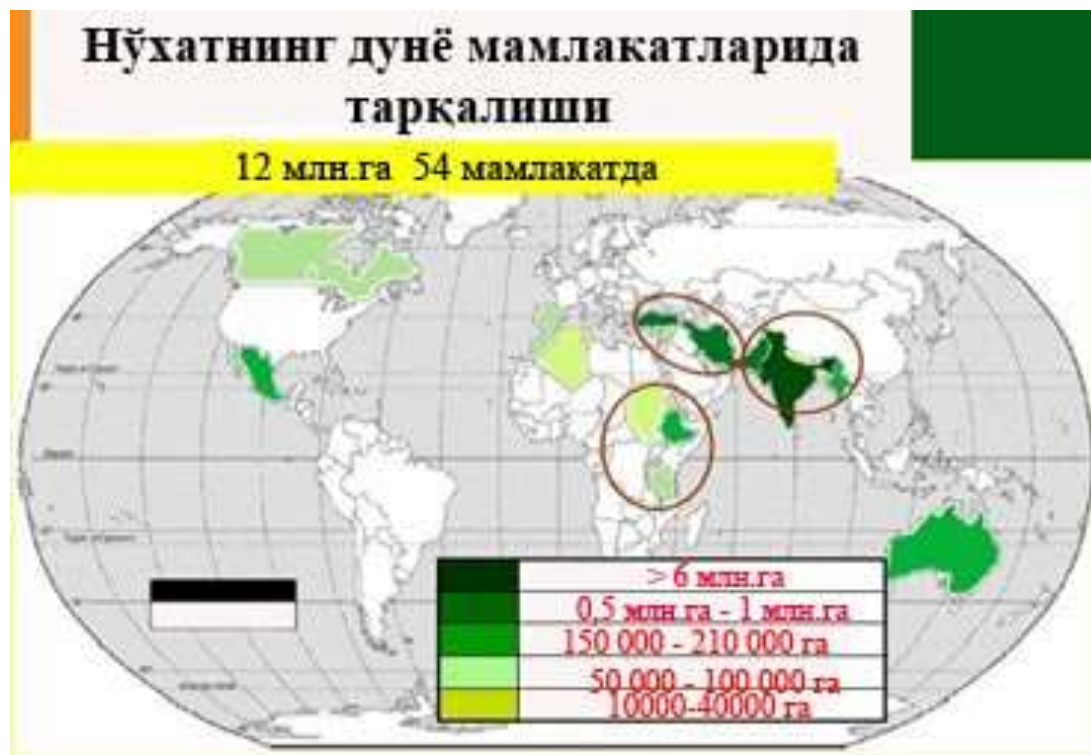 Нўхатнинг дунё мамлакатларида
тарқалиши
12 млн.га 54 мамлакатда
> 6 млн.га
0,5 млн га - 1 млн.га
150 000 - 210 000 га
50 000 - 100 000 га
10000-40000 га